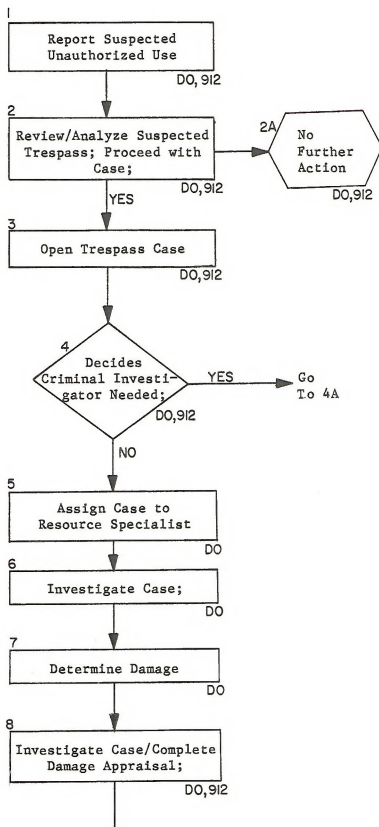 1
Report Suspected
Unauthorized Use
DO, 912
2
Review/Analyze Suspected
Trespass; Proceed with
Case;
DO, 912
2A
No
Further
Action
DO, 912
YES
3
Open Trespass Case
DO, 912
4
Decides
Criminal Investi-
gator Needed;
DO, 912
YES
Go
To 4A
NO
5
Assign Case to
Resource Specialist
DO
6
Investigate Case;
DO
7
Determine Damage
DO
8
Investigate Case/Complete
Damage Appraisal;
DO, 912